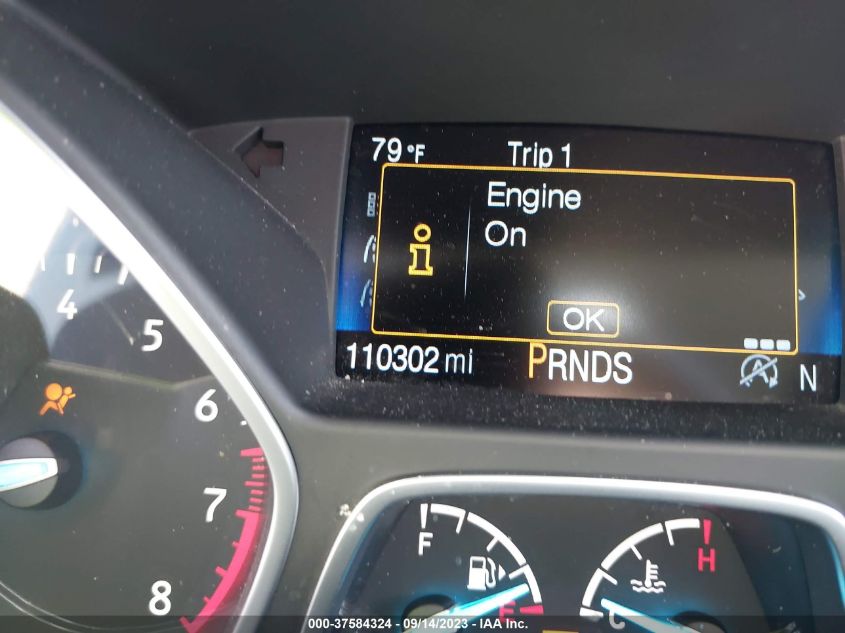 79 °F
Trip 1
Engine
On
OK
110302 mi
PRNDS
A
N
4
5
6
7
8
F
E
H
C
000-37584324 - 09/14/2023 - IAA Inc.